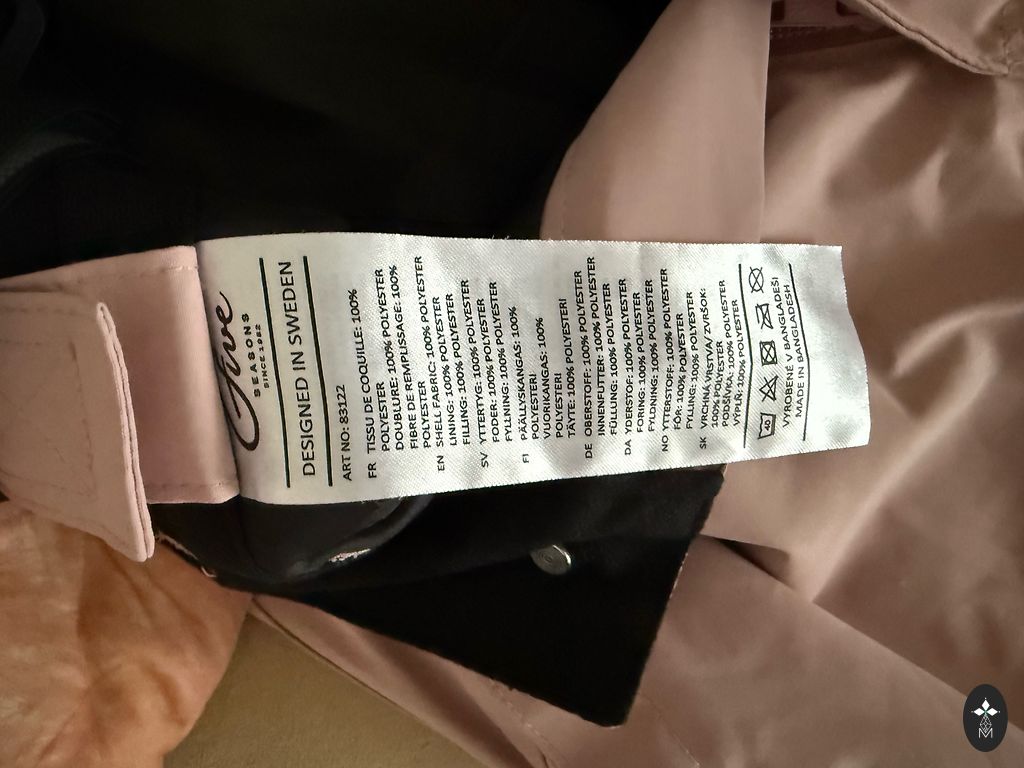 Five
SEASONS
SINCE 1982
DESIGNED IN SWEDEN
ART NO: 83122
FR TISSU DE COQUILLE: 100%
POLYESTER
DOUBLURE: 100% POLYESTER
FIBRE DE REMPLISSAGE: 100%
POLYESTER
EN SHELL FABRIC: 100% POLYESTER
LINING: 100% POLYESTER
FILLING: 100% POLYESTER
SV YTTERTYG: 100% POLYESTER
FODER: 100% POLYESTER
FYLLNING: 100% POLYESTER
FI PÄÄLLYSKANGAS: 100%
POLYESTERI
VUORIKANGAS: 100%
POLYESTERI
TÄYTE: 100% POLYESTERI
DE OBERSTOFF: 100% POLYESTER
INNENFUTTER: 100% POLYESTER
FÜLLUNG: 100% POLYESTER
DA YDERSTOF: 100% POLYESTER
FORING: 100% POLYESTER
FYLDNING: 100% POLYESTER
NO YTTERSTOFF: 100% POLYESTER
FÔR: 100% POLYESTER
FYLLING: 100% POLYESTER
SK VRCHNÁ VRSTVA/ ZVRŠOK:
100% POLYESTER
PODŠÍVKA: 100% POLYESTER
VÝPLŇ: 100% POLYESTER
40
VYROBENÉ V BANGLADÉŠI
MADE IN BANGLADESH
M